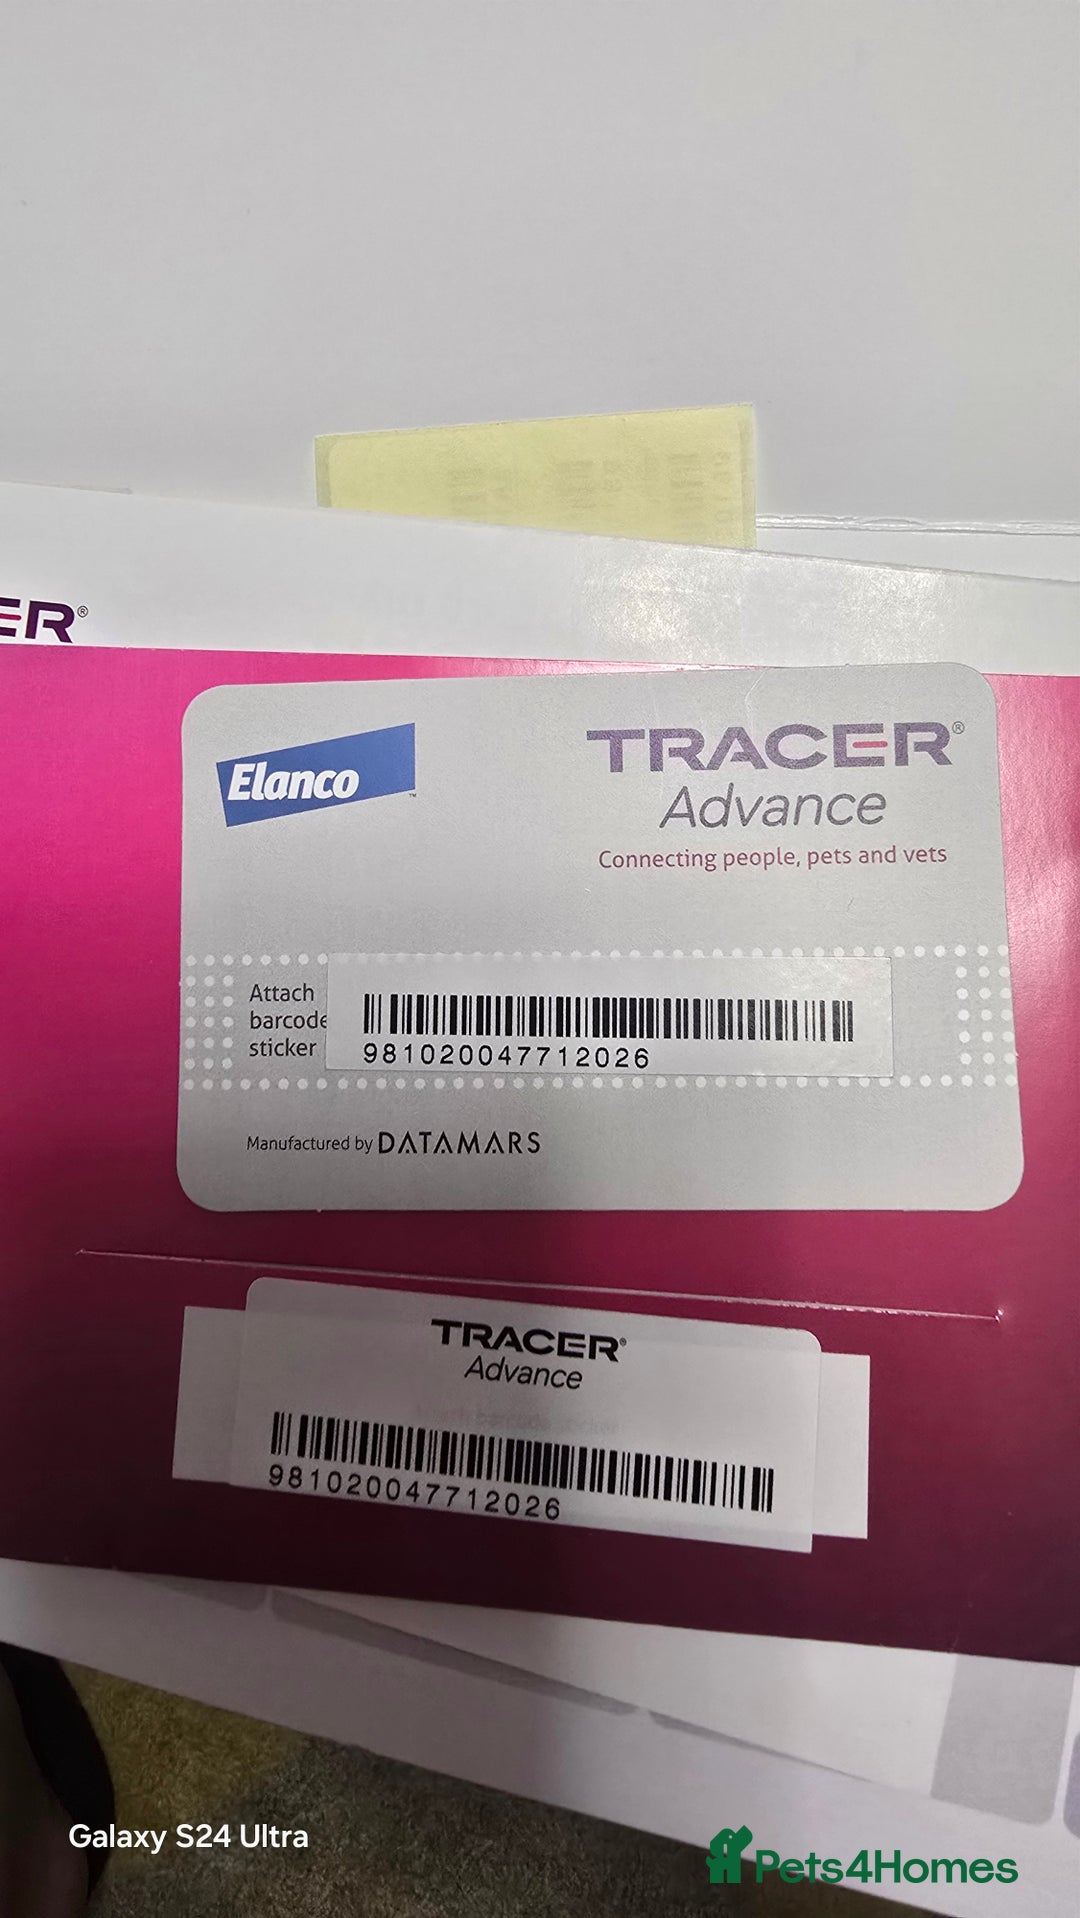 ER®
Elanco™
TRACER®
Advance
Connecting people, pets and vets
Attach
barcode
sticker
981020047712026
Manufactured by DATAMARS
TRACER®
Advance
981020047712026
Galaxy S24 Ultra
Pets4Homes